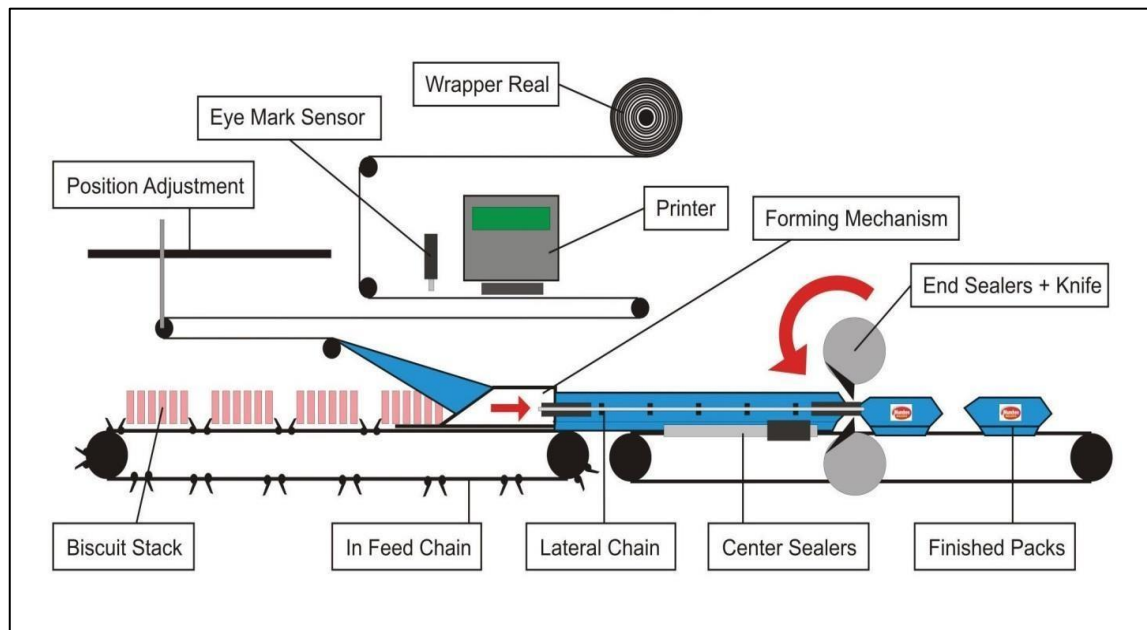 Wrapper Real
Eye Mark Sensor
Position Adjustment
Printer
Forming Mechanism
End Sealers + Knife
Biscuit Stack
In Feed Chain
Lateral Chain
Center Sealers
Finished Packs